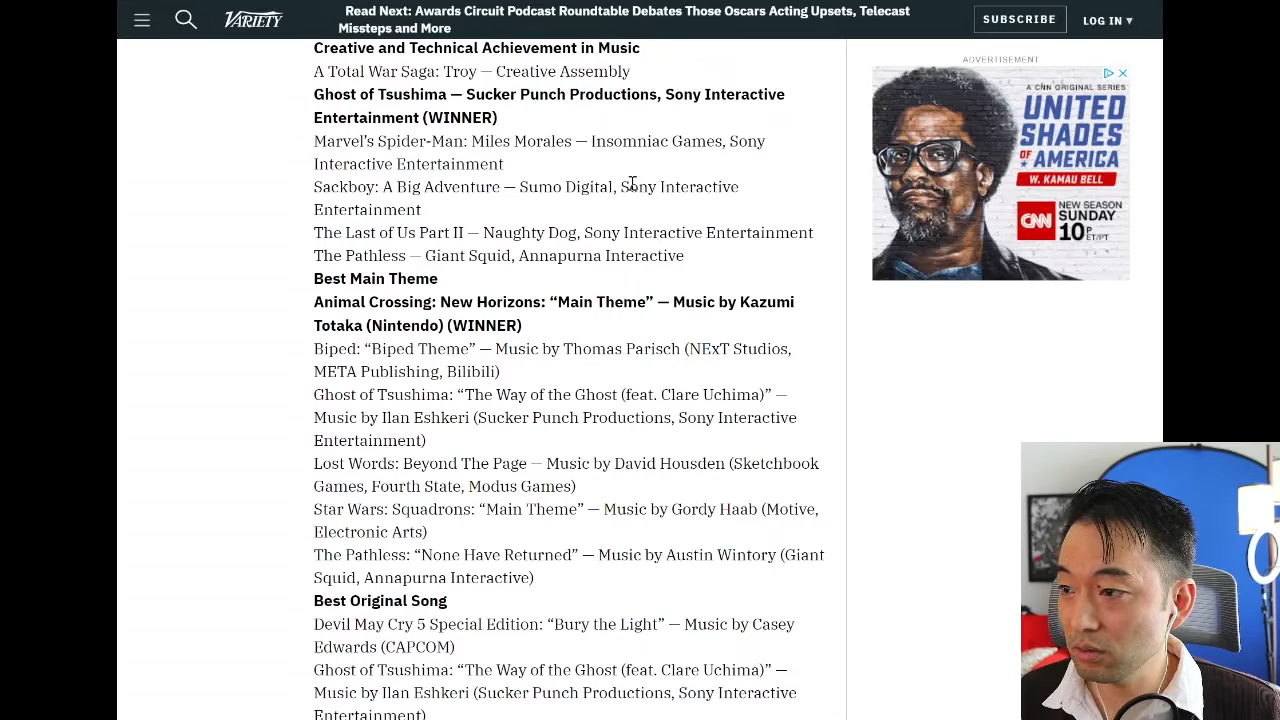 VARIETY
Read Next: Awards Circuit Podcast Roundtable Debates Those Oscars Acting Upsets, Telecast
Missteps and More
SUBSCRIBE
LOG IN ▾
Creative and Technical Achievement in Music
A Total War Saga: Troy — Creative Assembly
Ghost of Tsushima — Sucker Punch Productions, Sony Interactive
Entertainment (WINNER)
Marvel's Spider-Man: Miles Morales — Insomniac Games, Sony
Interactive Entertainment
Sackboy: A Big Adventure — Sumo Digital, Sony Interactive
Entertainment
The Last of Us Part II — Naughty Dog, Sony Interactive Entertainment
The Pathless — Giant Squid, Annapurna Interactive
Best Main Theme
Animal Crossing: New Horizons: “Main Theme” — Music by Kazumi
Totaka (Nintendo) (WINNER)
Biped: “Biped Theme” — Music by Thomas Parisch (NExT Studios,
META Publishing, Bilibili)
Ghost of Tsushima: “The Way of the Ghost (feat. Clare Uchima)” —
Music by Ilan Eshkeri (Sucker Punch Productions, Sony Interactive
Entertainment)
Lost Words: Beyond The Page — Music by David Housden (Sketchbook
Games, Fourth State, Modus Games)
Star Wars: Squadrons: “Main Theme” — Music by Gordy Haab (Motive,
Electronic Arts)
The Pathless: “None Have Returned” — Music by Austin Wintory (Giant
Squid, Annapurna Interactive)
Best Original Song
Devil May Cry 5 Special Edition: “Bury the Light” — Music by Casey
Edwards (CAPCOM)
Ghost of Tsushima: “The Way of the Ghost (feat. Clare Uchima)” —
Music by Ilan Eshkeri (Sucker Punch Productions, Sony Interactive
Entertainment)
ADVERTISEMENT
A CNN ORIGINAL SERIES
UNITED
SHADES
OF AMERICA
W. KAMAU BELL
CNN
NEW SEASON
SUNDAY
10P
ET/PT